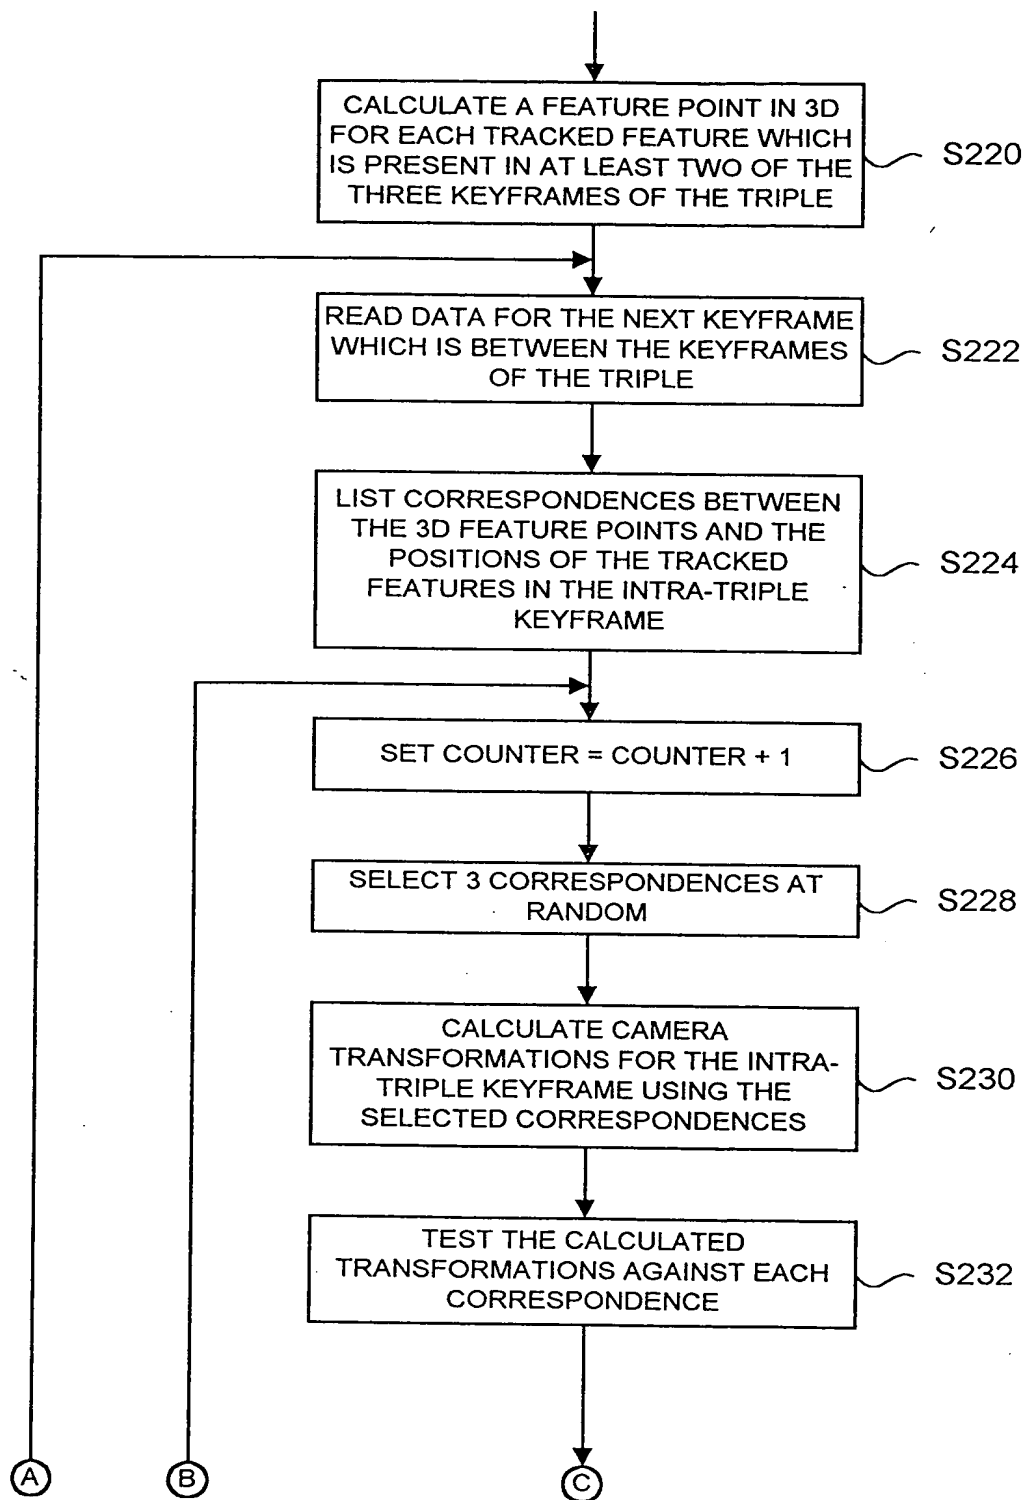 CALCULATE A FEATURE POINT IN 3D
FOR EACH TRACKED FEATURE WHICH
IS PRESENT IN AT LEAST TWO OF THE
THREE KEYFRAMES OF THE TRIPLE
S220
READ DATA FOR THE NEXT KEYFRAME
WHICH IS BETWEEN THE KEYFRAMES
OF THE TRIPLE
S222
LIST CORRESPONDENCES BETWEEN
THE 3D FEATURE POINTS AND THE
POSITIONS OF THE TRACKED
FEATURES IN THE INTRA-TRIPLE
KEYFRAME
S224
SET COUNTER = COUNTER + 1
S226
SELECT 3 CORRESPONDENCES AT
RANDOM
S228
CALCULATE CAMERA
TRANSFORMATIONS FOR THE INTRA-
TRIPLE KEYFRAME USING THE
SELECTED CORRESPONDENCES
S230
TEST THE CALCULATED
TRANSFORMATIONS AGAINST EACH
CORRESPONDENCE
S232
A
B
C